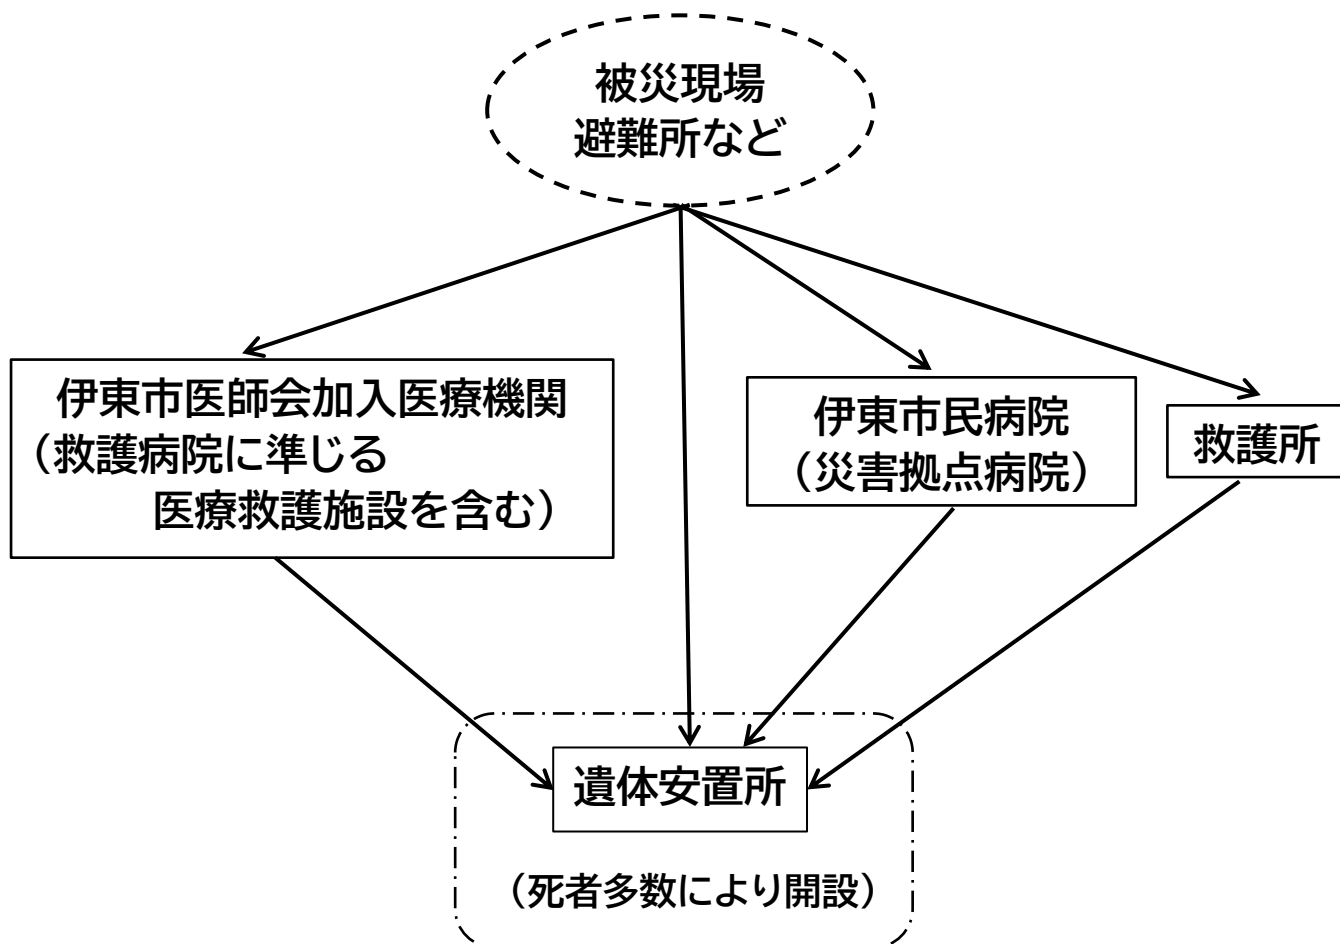 被災現場
避難所など
伊東市医師会加入医療機関
（救護病院に準じる
医療救護施設を含む）
伊東市民病院
（災害拠点病院）
救護所
遺体安置所
（死者多数により開設）